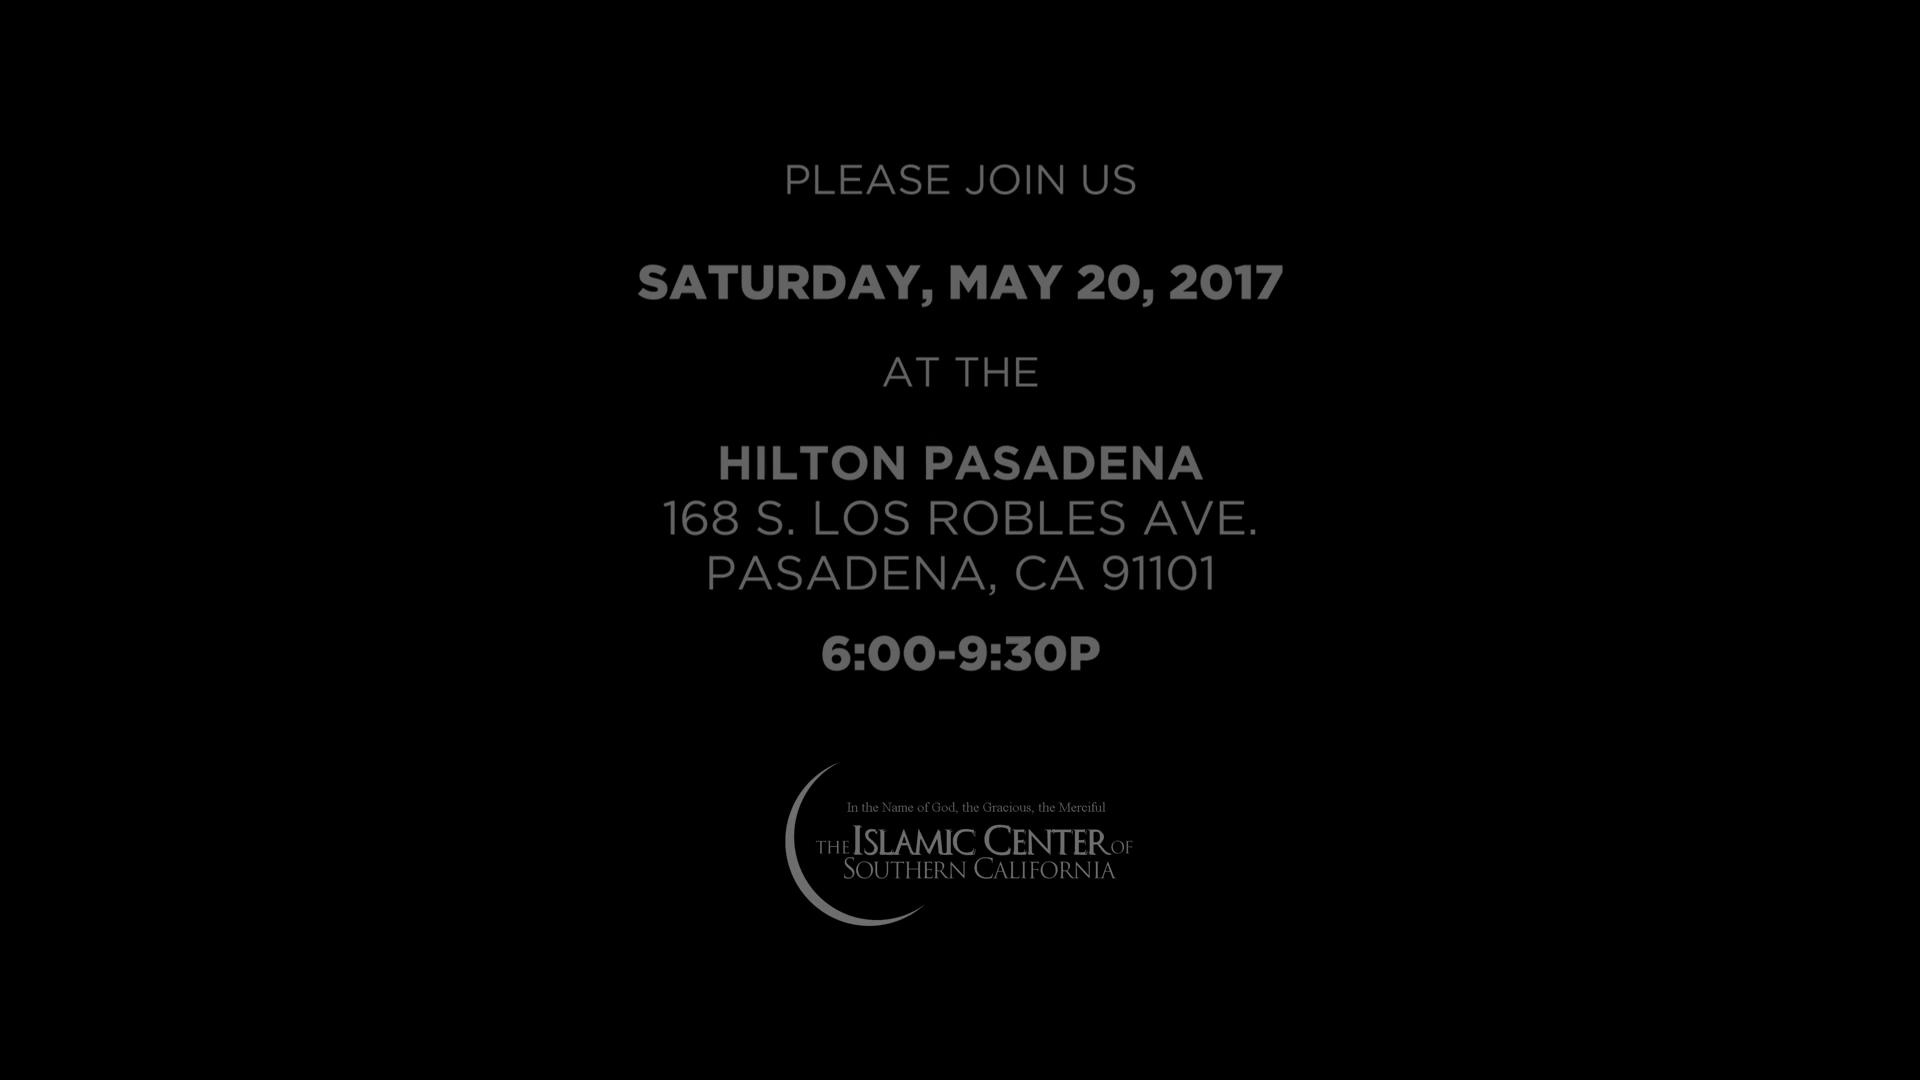 PLEASE JOIN US
SATURDAY, MAY 20, 2017
AT THE
HILTON PASADENA
168 S. LOS ROBLES AVE.
PASADENA, CA 91101
6:00-9:30P
In the Name of God, the Gracious, the Merciful
THE ISLAMIC CENTER OF
SOUTHERN CALIFORNIA